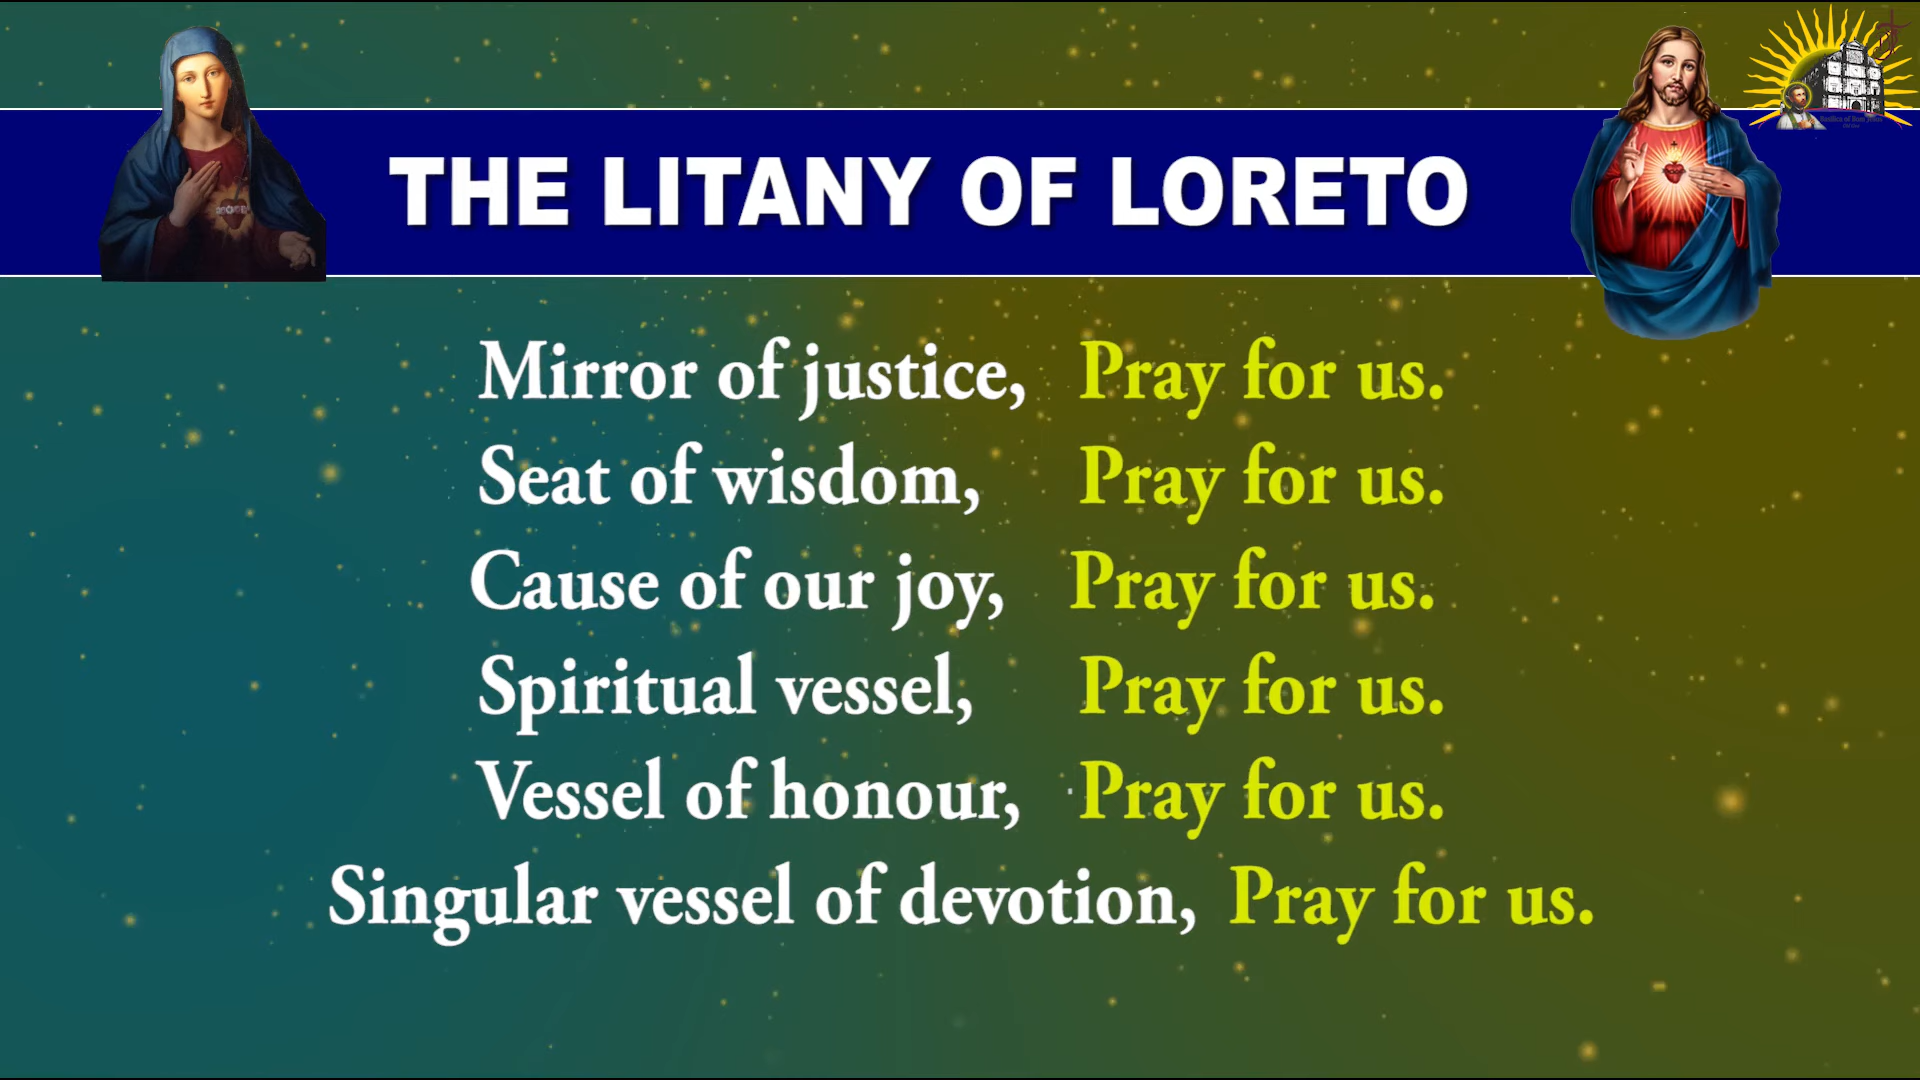 THE LITANY OF LORETO
Mirror of justice, Pray for us.
Seat of wisdom, Pray for us.
Cause of our joy, Pray for us.
Spiritual vessel, Pray for us.
Vessel of honour, Pray for us.
Singular vessel of devotion, Pray for us.